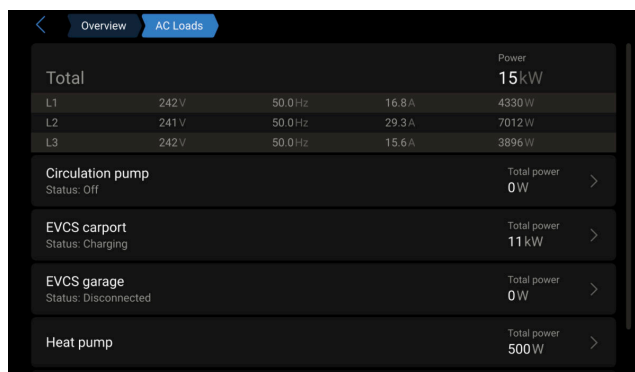 Overview AC Loads
Power
Total 15kW
L1 242V 50.0Hz 16.8A 4330W
L2 241V 50.0Hz 29.3A 7012W
L3 242V 50.0Hz 15.6A 3896W
Circulation pump Total power
Status: Off 0W
EVCS carport Total power
Status: Charging 11kW
EVCS garage Total power
Status: Disconnected 0W
Heat pump Total power
500W